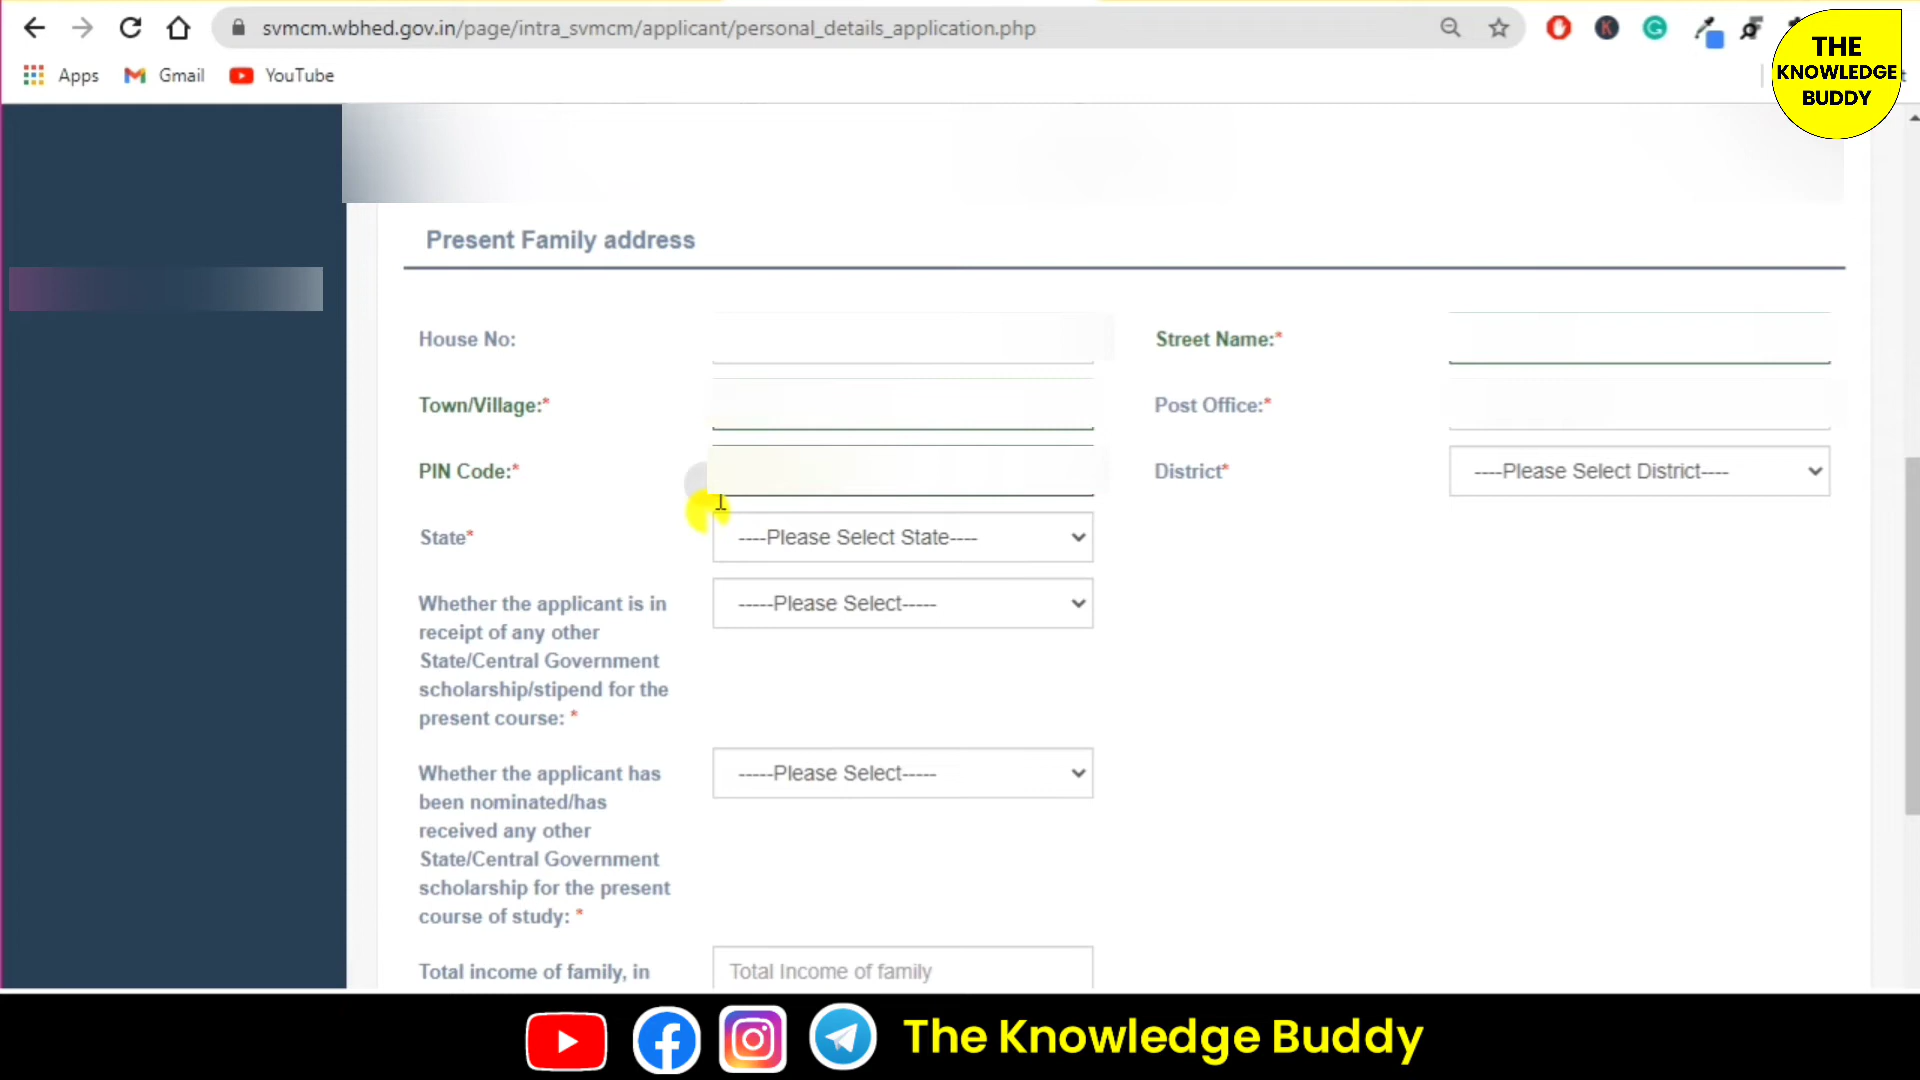 svmcm.wbhed.gov.in/page/intra_svmcm/applicant/personal_details_application.php
Apps
Gmail
YouTube
THE
KNOWLEDGE
BUDDY
Present Family address
House No:
Street Name:*
Town/Village:*
Post Office:*
PIN Code:*
District*
----Please Select District----
State*
----Please Select State----
Whether the applicant is in
receipt of any other
State/Central Government
scholarship/stipend for the
present course: *
-----Please Select-----
Whether the applicant has
been nominated/has
received any other
State/Central Government
scholarship for the present
course of study: *
-----Please Select-----
Total income of family, in
Total Income of family
The Knowledge Buddy